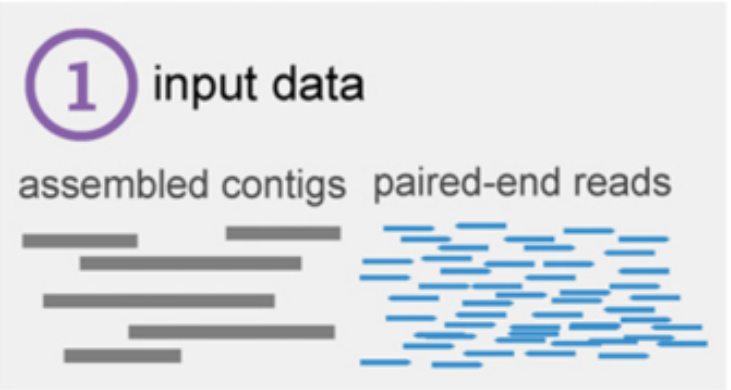 1 input data
assembled contigs paired-end reads